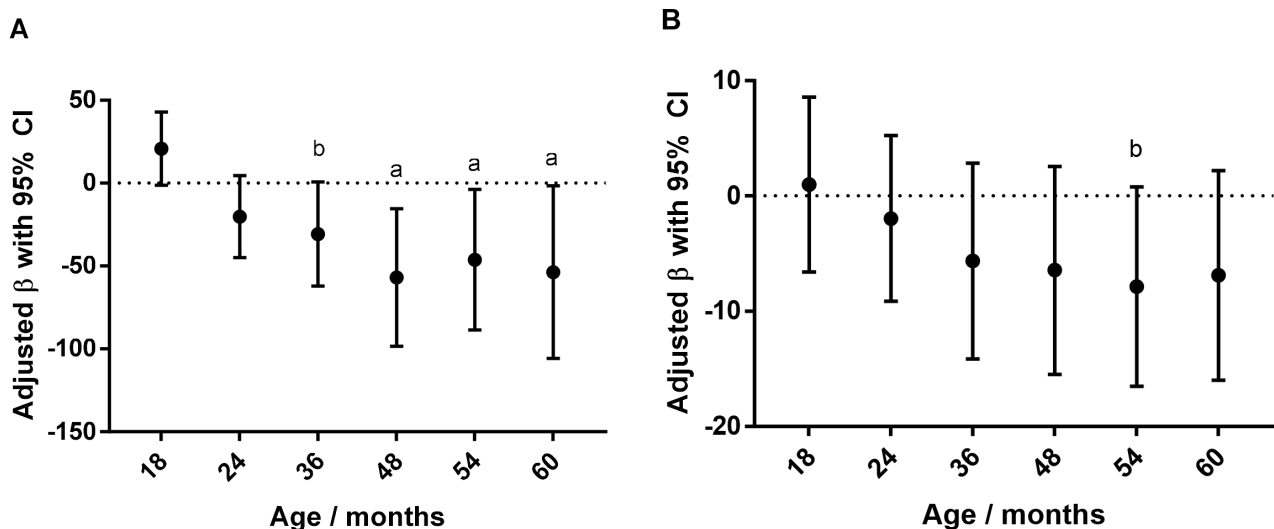 A
Adjusted β with 95% CI
50
0
-50
-100
-150
b
a
a
a
18
24
36
48
54
60
Age / months
B
Adjusted β with 95% CI
10
0
-10
-20
b
18
24
36
48
54
60
Age / months